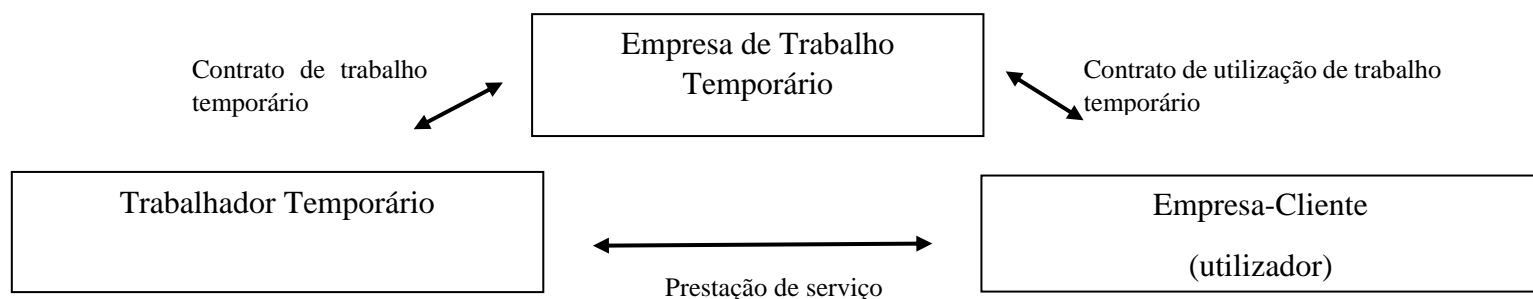 Empresa de Trabalho
Temporário
Contrato de trabalho
temporário
Contrato de utilização de trabalho
temporário
Trabalhador Temporário
Empresa-Cliente
(utilizador)
Prestação de serviço